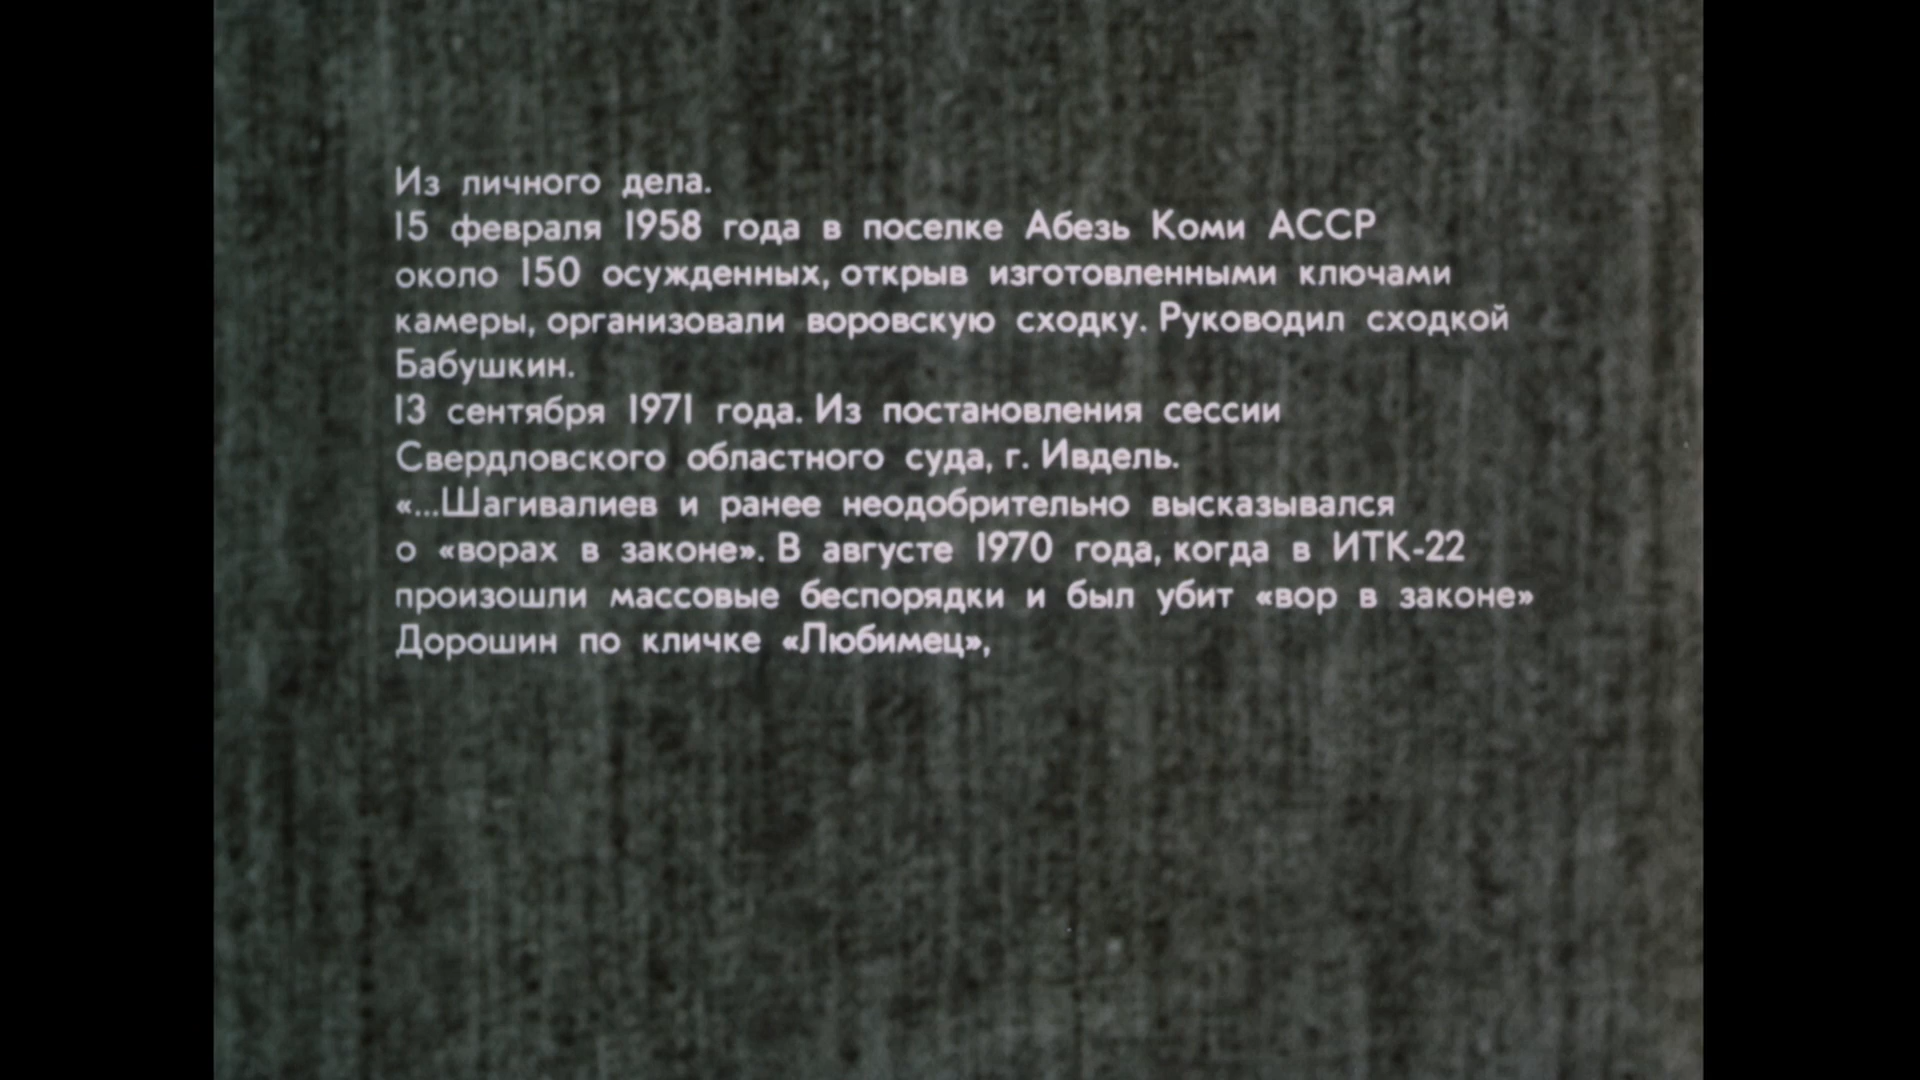 Из личного дела.
15 февраля 1958 года в поселке Абезь Коми АССР
около 150 осужденных, открыв изготовленными ключами
камеры, организовали воровскую сходку. Руководил сходкой
Бабушкин.
13 сентября 1971 года. Из постановления сессии
Свердловского областного суда, г. Ивдель.
«...Шагивалиев и ранее неодобрительно высказывался
о «ворах в законе». В августе 1970 года, когда в ИТК-22
произошли массовые беспорядки и был убит «вор в законе»
Дорошин по кличке «Любимец»,